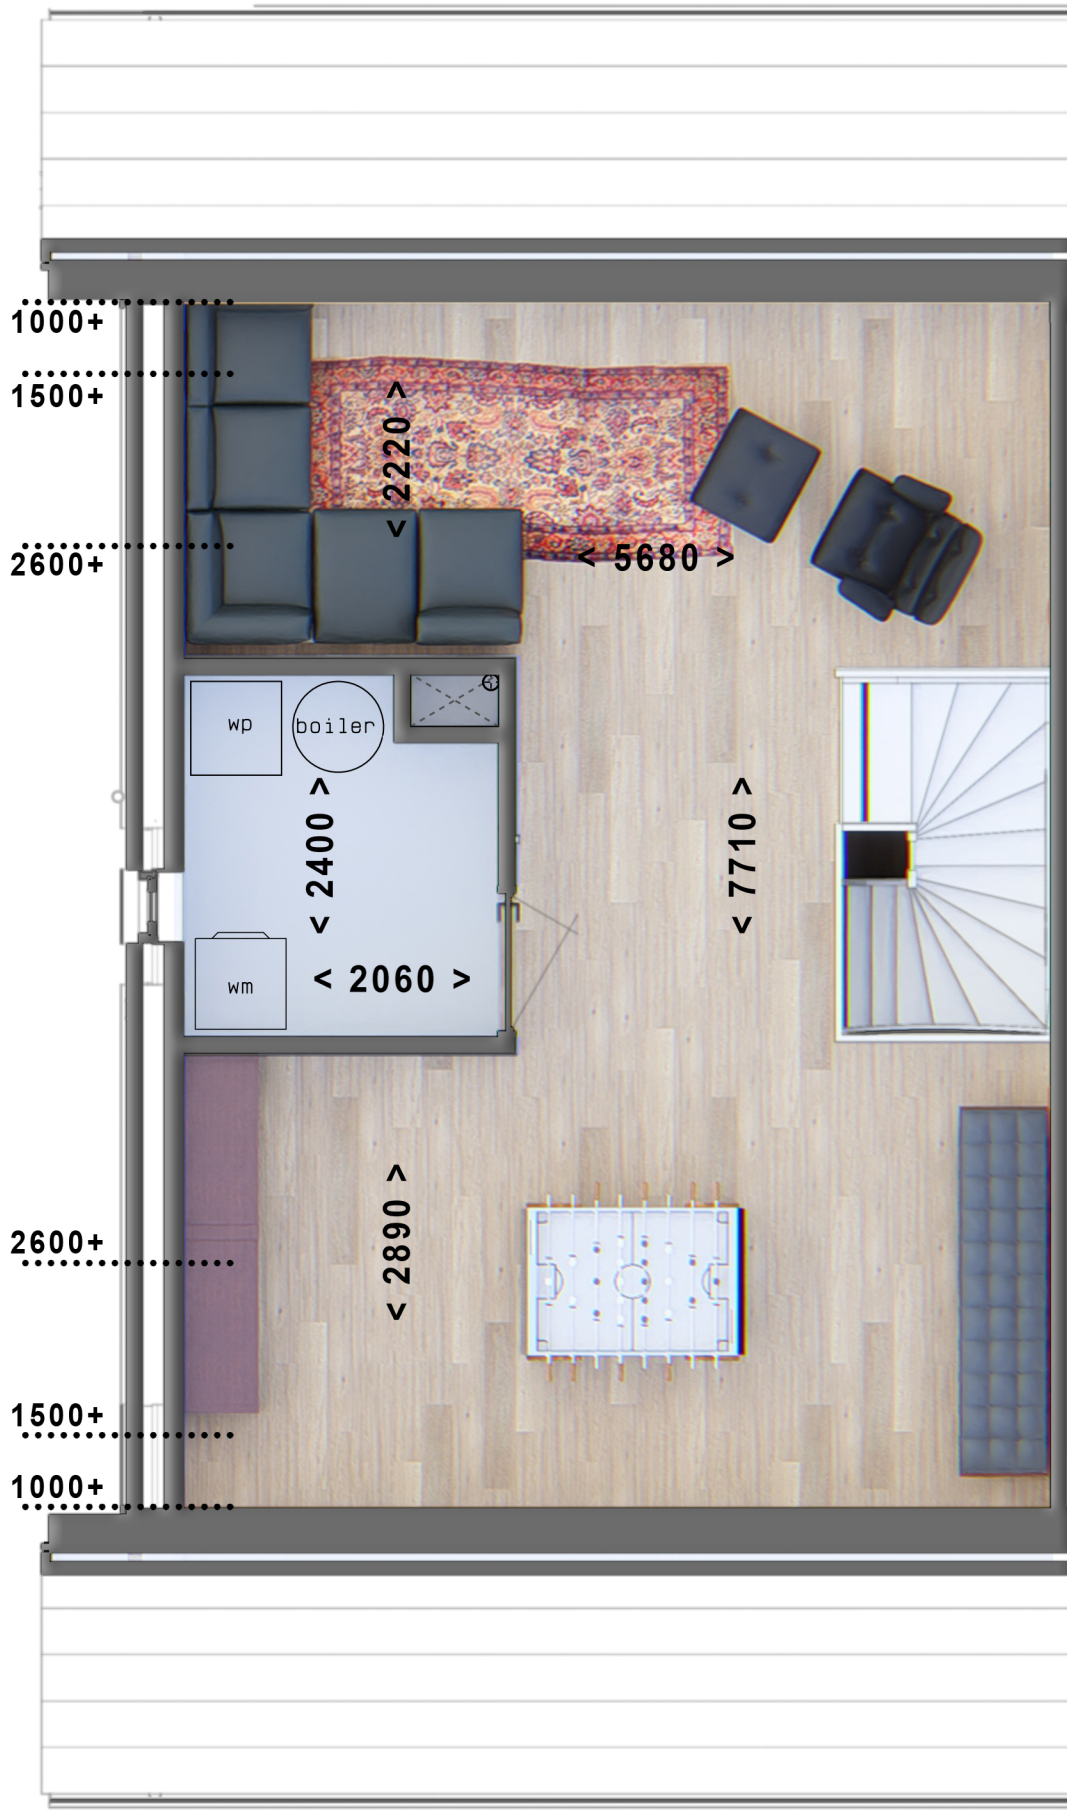 1000+
1500+
< 2220 >
2600+
< 5680 >
wp
boiler
< 2400 >
< 7710 >
wm
< 2060 >
< 2890 >
2600+
1500+
1000+